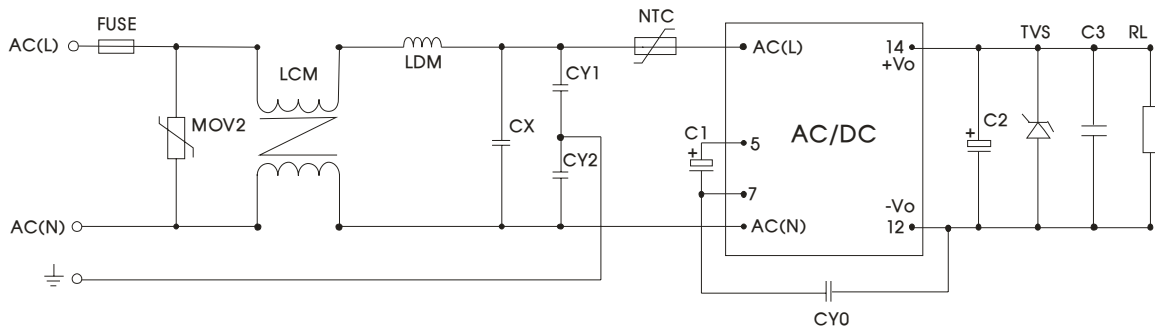 FUSE
NTC
AC(L)
LDM
LCM
MOV2
CX
CY1
CY2
AC(L)
14
+Vo
TVS
C3
RL
C1
+
5
AC/DC
+
C2
7
AC(N)
AC(N)
-Vo
12
CY0